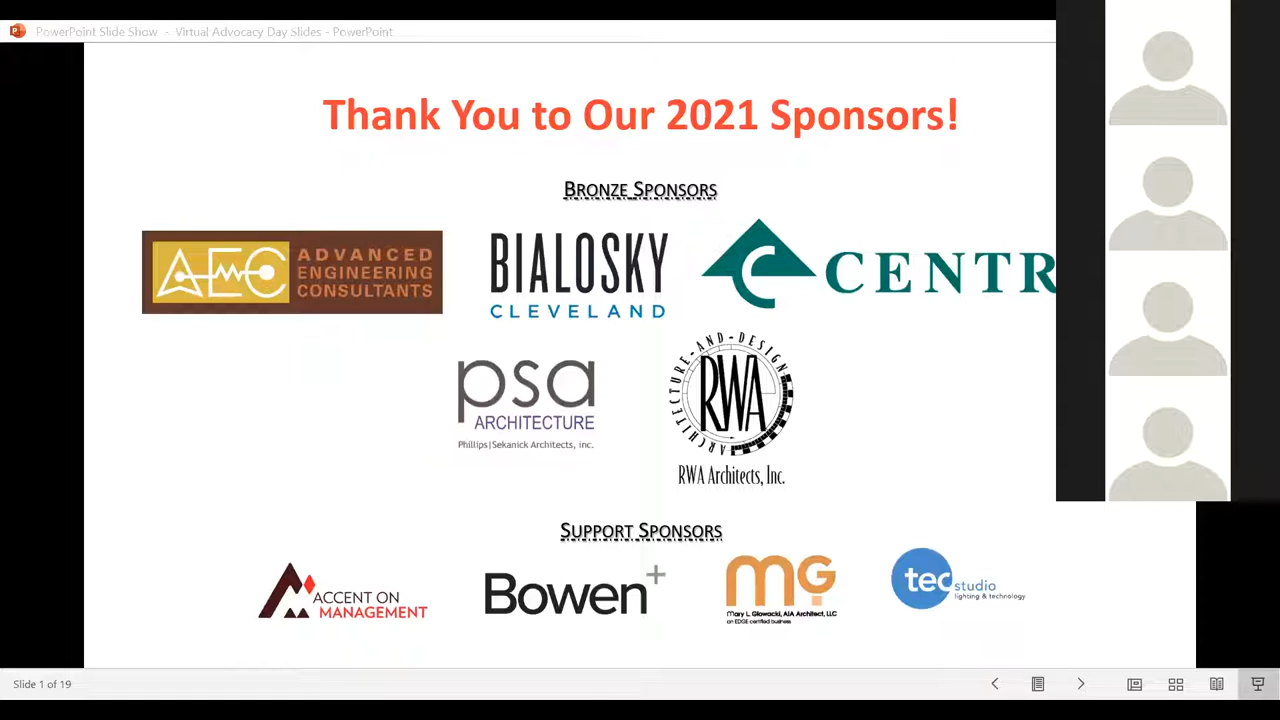 PowerPoint Slide Show - Virtual Advocacy Day Slides - PowerPoint
Thank You to Our 2021 Sponsors!
BRONZE SPONSORS
AEC
ADVANCED
ENGINEERING
CONSULTANTS
BIALOSKY
CLEVELAND
C CENTR
psa
ARCHITECTURE
Phillips|Sekanick Architects, inc.
ARCHITECTURE-AND-DESIGN
RWA
RWA Architects, Inc.
SUPPORT SPONSORS
ACCENT ON
MANAGEMENT
Bowen+
mG
Mary L. Glowacki, AIA Architect, LLC
an EDGE certified business
tec studio
lighting & technology
Slide 1 of 19